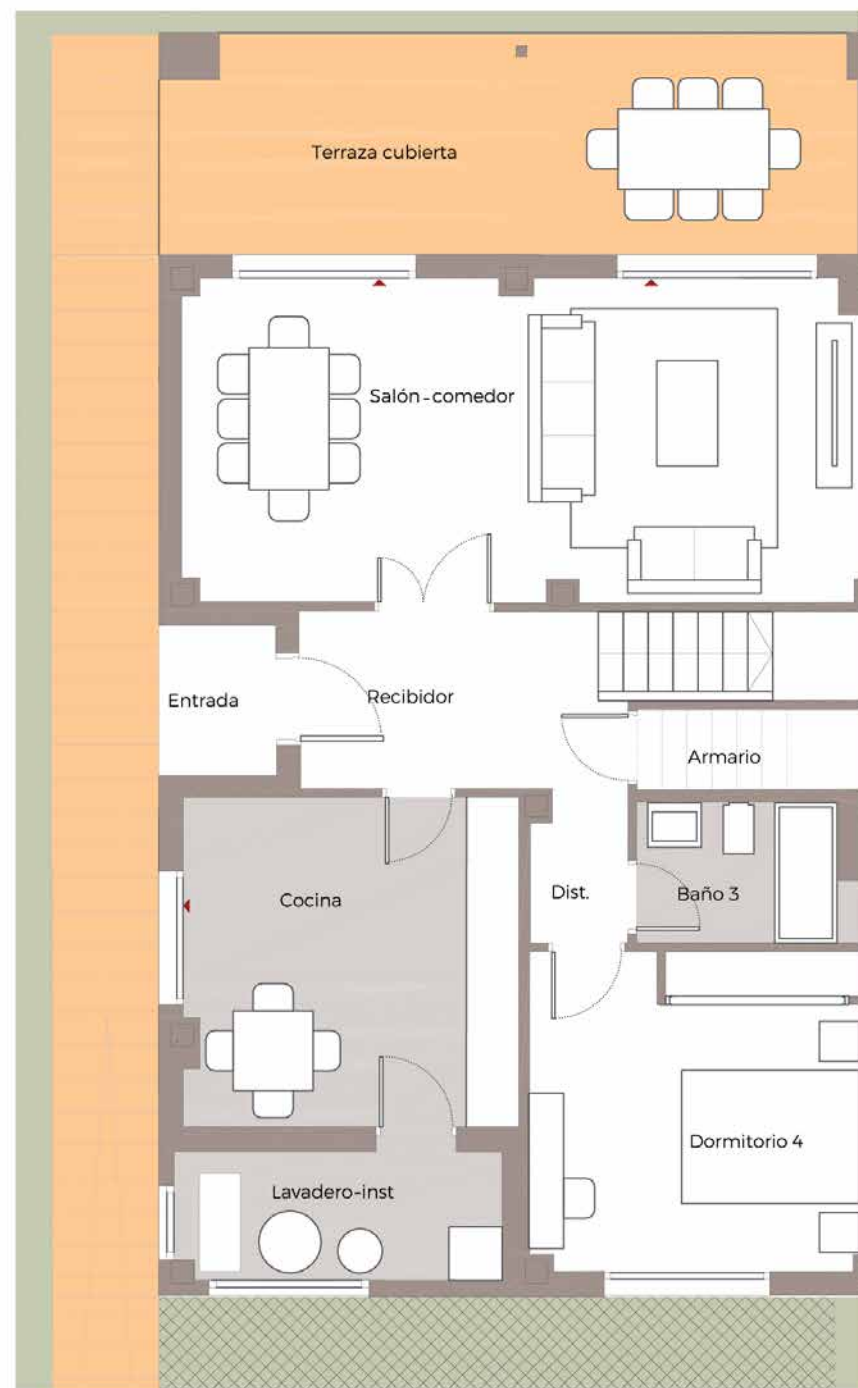 Terraza cubierta
Salón-comedor
Entrada
Recibidor
Armario
Cocina
Dist.
Baño 3
Dormitorio 4
Lavadero-inst